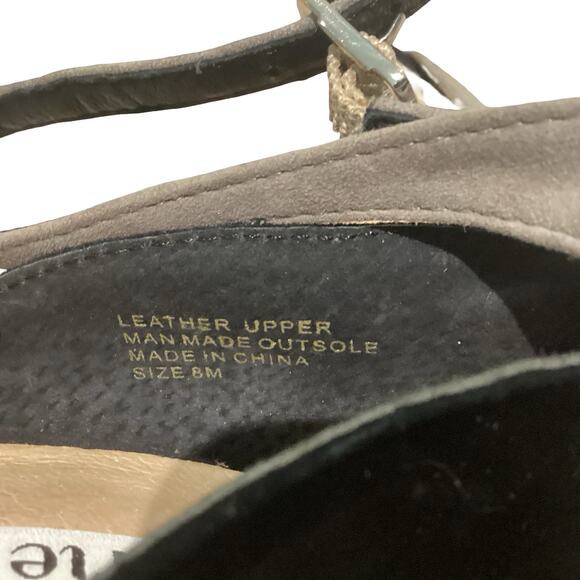 LEATHER UPPER
MAN MADE OUTSOLE
MADE IN CHINA
SIZE 8M